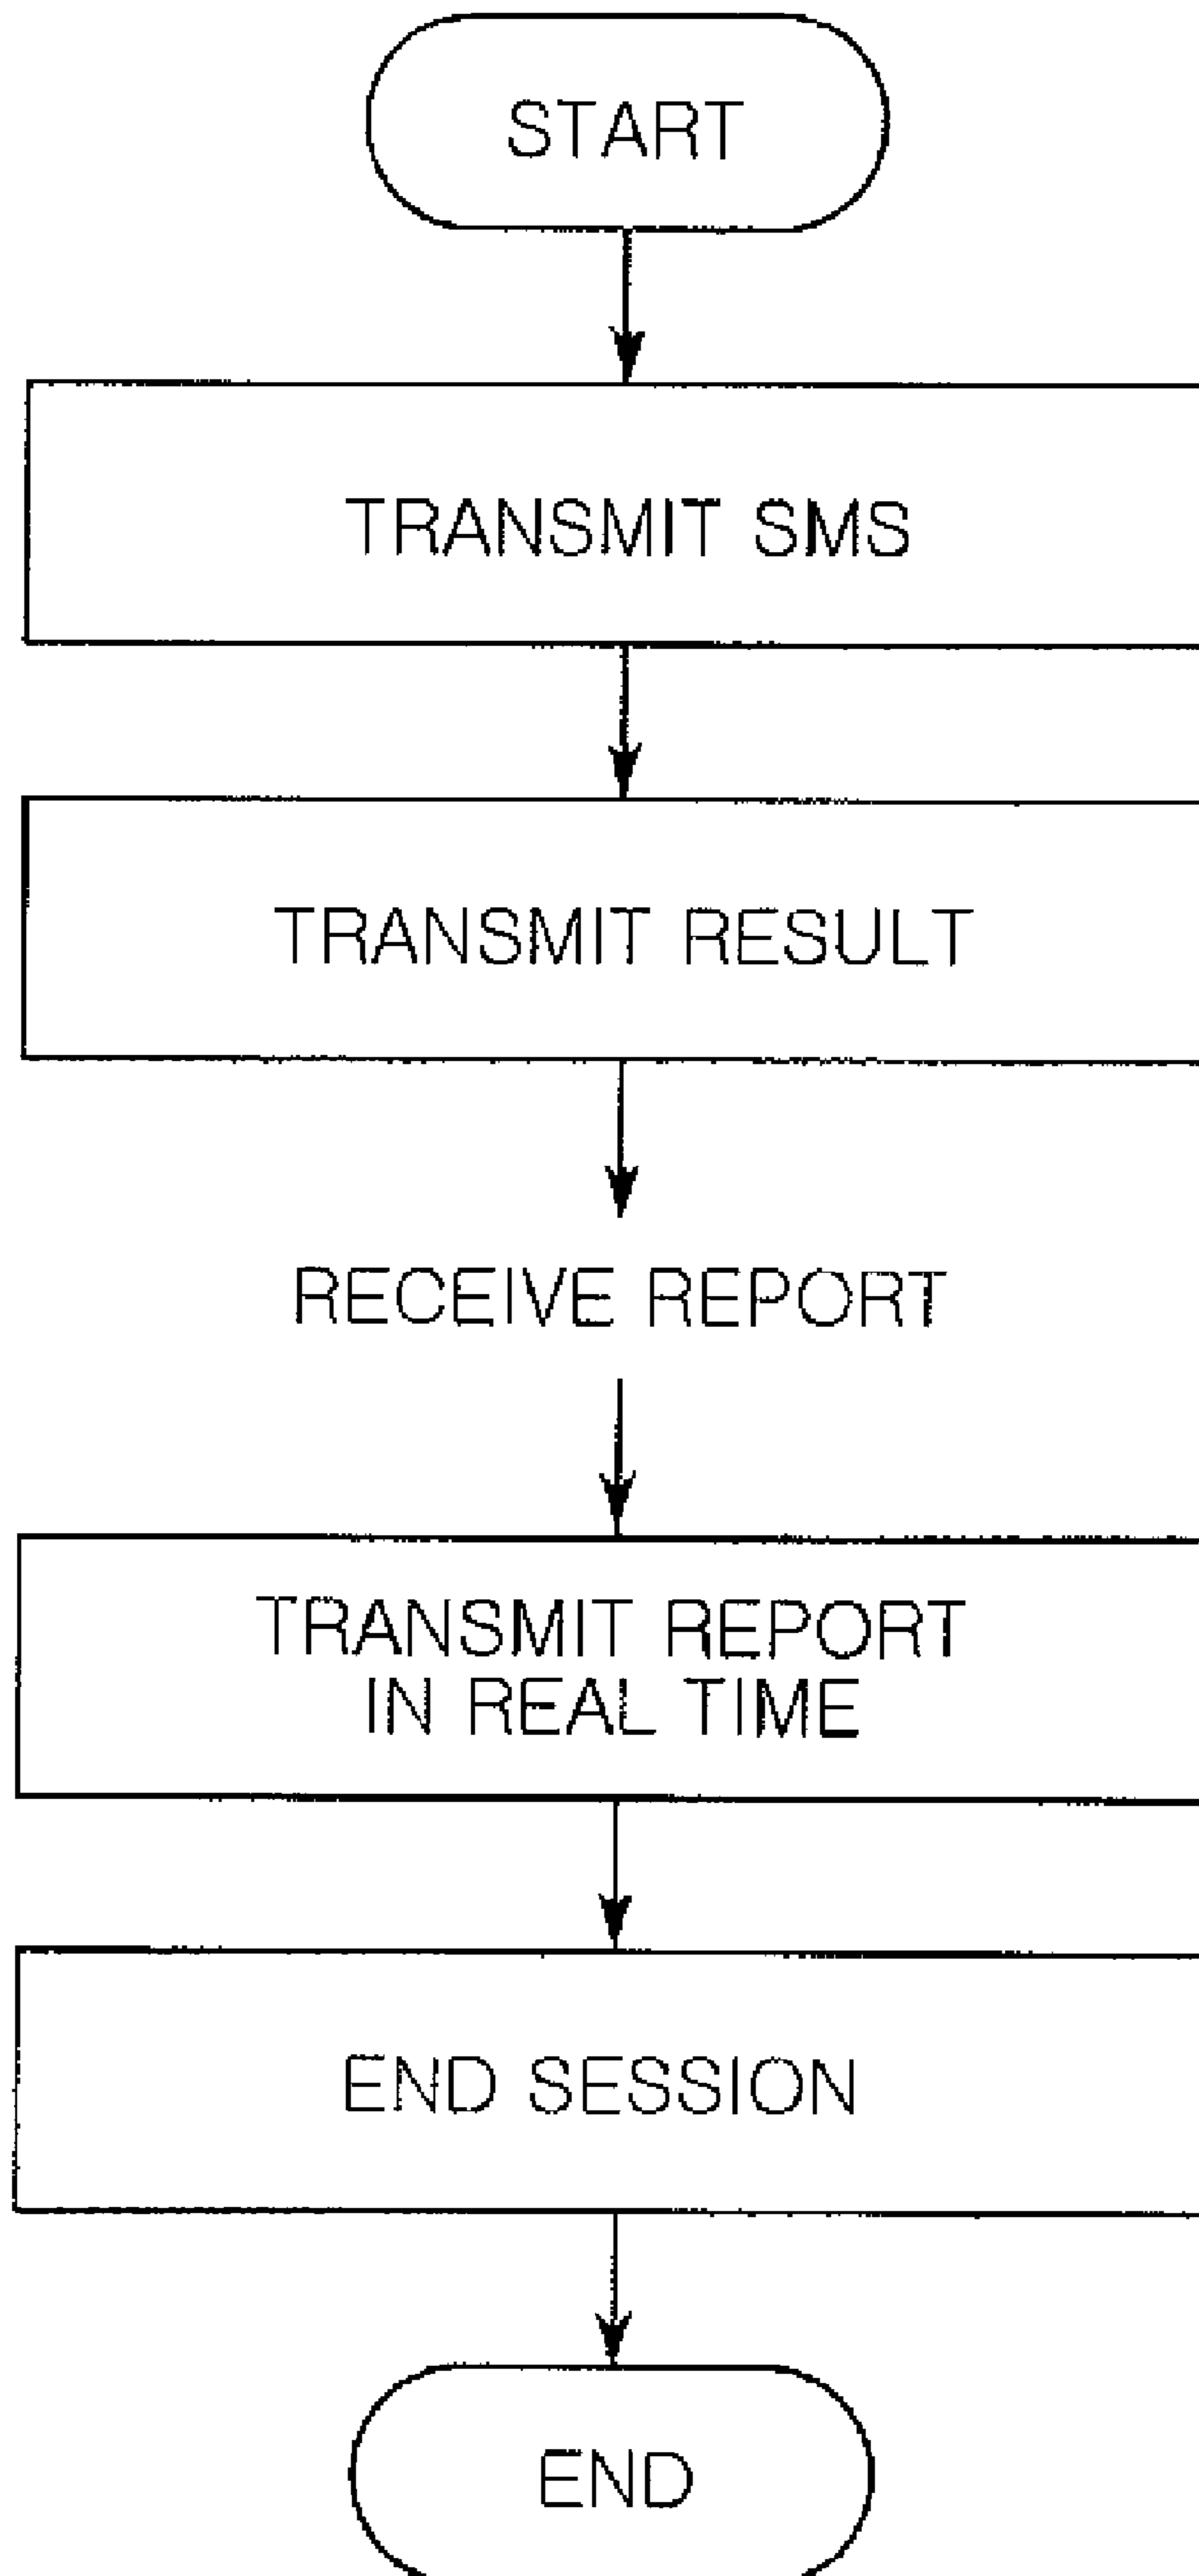 START
TRANSMIT SMS
TRANSMIT RESULT
RECEIVE REPORT
TRANSMIT REPORT
IN REAL TIME
END SESSION
END